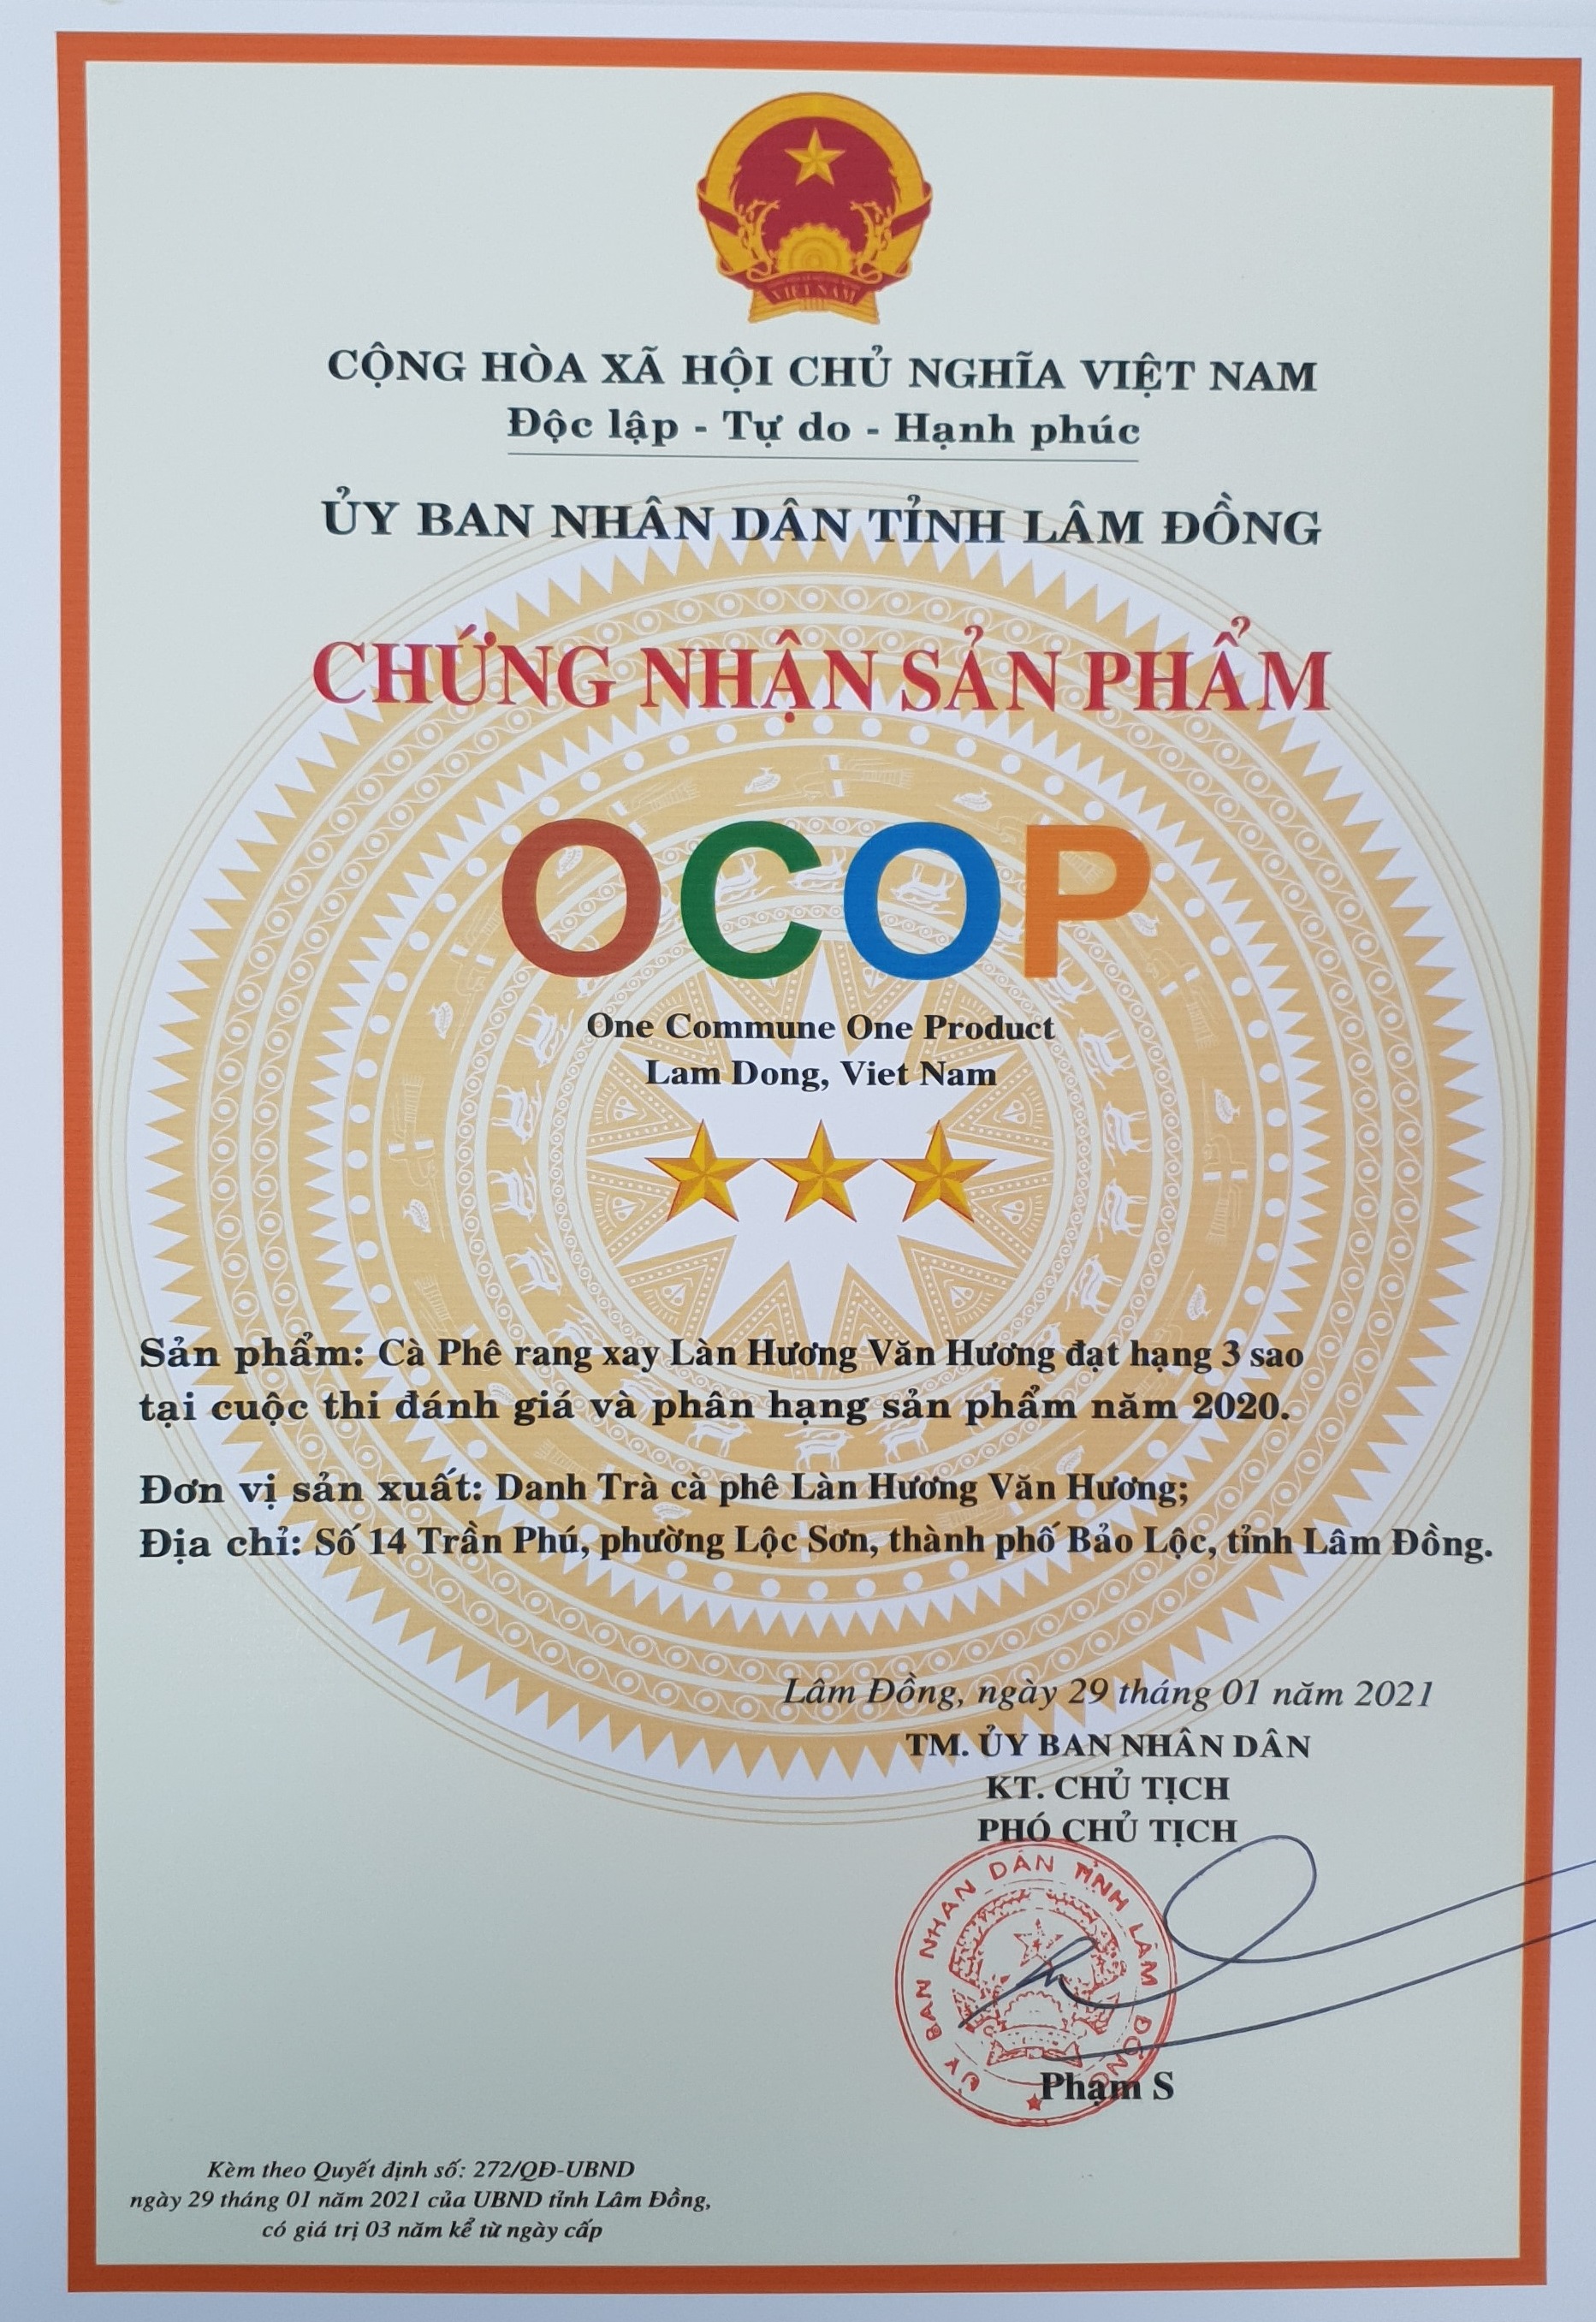 VIỆT NAM
CỘNG HÒA XÃ HỘI CHỦ NGHĨA VIỆT NAM
Độc lập - Tự do - Hạnh phúc
ỦY BAN NHÂN DÂN TỈNH LÂM ĐỒNG
CHỨNG NHẬN SẢN PHẨM
OCOP
One Commune One Product
Lam Dong, Viet Nam
Sản phẩm: Cà Phê rang xay Làn Hương Văn Hương đạt hạng 3 sao
tại cuộc thi đánh giá và phân hạng sản phẩm năm 2020.
Đơn vị sản xuất: Danh Trà cà phê Làn Hương Văn Hương;
Địa chỉ: Số 14 Trần Phú, phường Lộc Sơn, thành phố Bảo Lộc, tỉnh Lâm Đồng.
Lâm Đồng, ngày 29 tháng 01 năm 2021
TM. ỦY BAN NHÂN DÂN
KT. CHỦ TỊCH
PHÓ CHỦ TỊCH
ỦY BAN NHÂN DÂN TỈNH LÂM ĐỒNG
Phạm S
Kèm theo Quyết định số: 272/QĐ-UBND
ngày 29 tháng 01 năm 2021 của UBND tỉnh Lâm Đồng,
có giá trị 03 năm kể từ ngày cấp